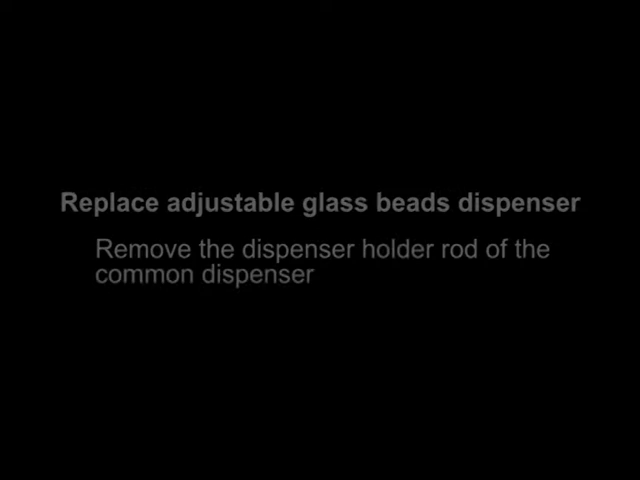 Replace adjustable glass beads dispenser
Remove the dispenser holder rod of the
common dispenser